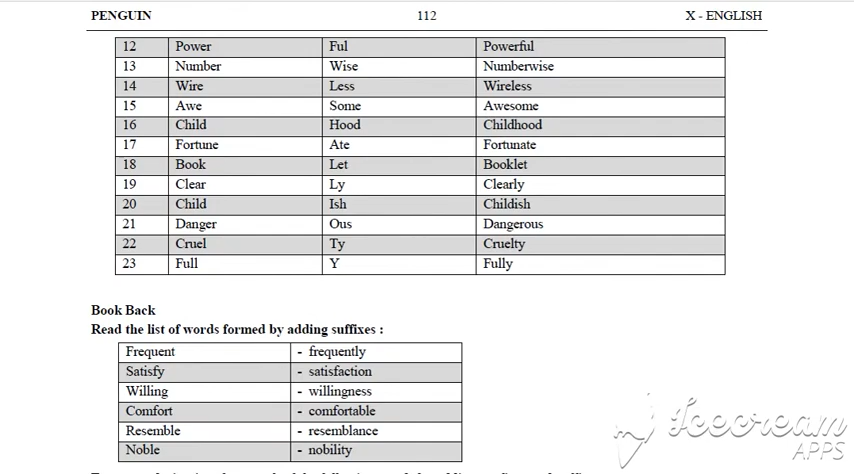 PENGUIN 112 X - ENGLISH
12 Power Ful Powerful
13 Number Wise Numberwise
14 Wire Less Wireless
15 Awe Some Awesome
16 Child Hood Childhood
17 Fortune Ate Fortunate
18 Book Let Booklet
19 Clear Ly Clearly
20 Child Ish Childish
21 Danger Ous Dangerous
22 Cruel Ty Cruelty
23 Full Y Fully
Book Back
Read the list of words formed by adding suffixes :
Frequent - frequently
Satisfy - satisfaction
Willing - willingness
Comfort - comfortable
Resemble - resemblance
Noble - nobility
Icecream
APPS